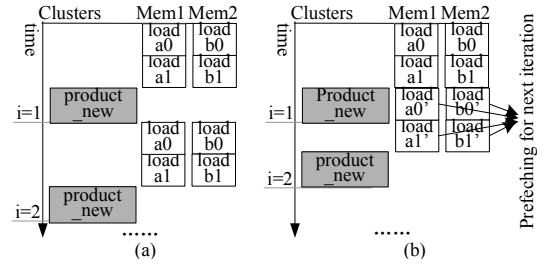 Clusters Mem1 Mem2
time
load a0
load b0
load a1
load b1
product _new
i=1
load a0
load b0
load a1
load b1
product _new
i=2
......
(a)
Clusters Mem1 Mem2
time
load a0
load b0
load a1
load b1
Product _new
load a0'
load b0'
i=1
load a1'
load b1'
product _new
i=2
......
(b)
Prefeching for next iteration